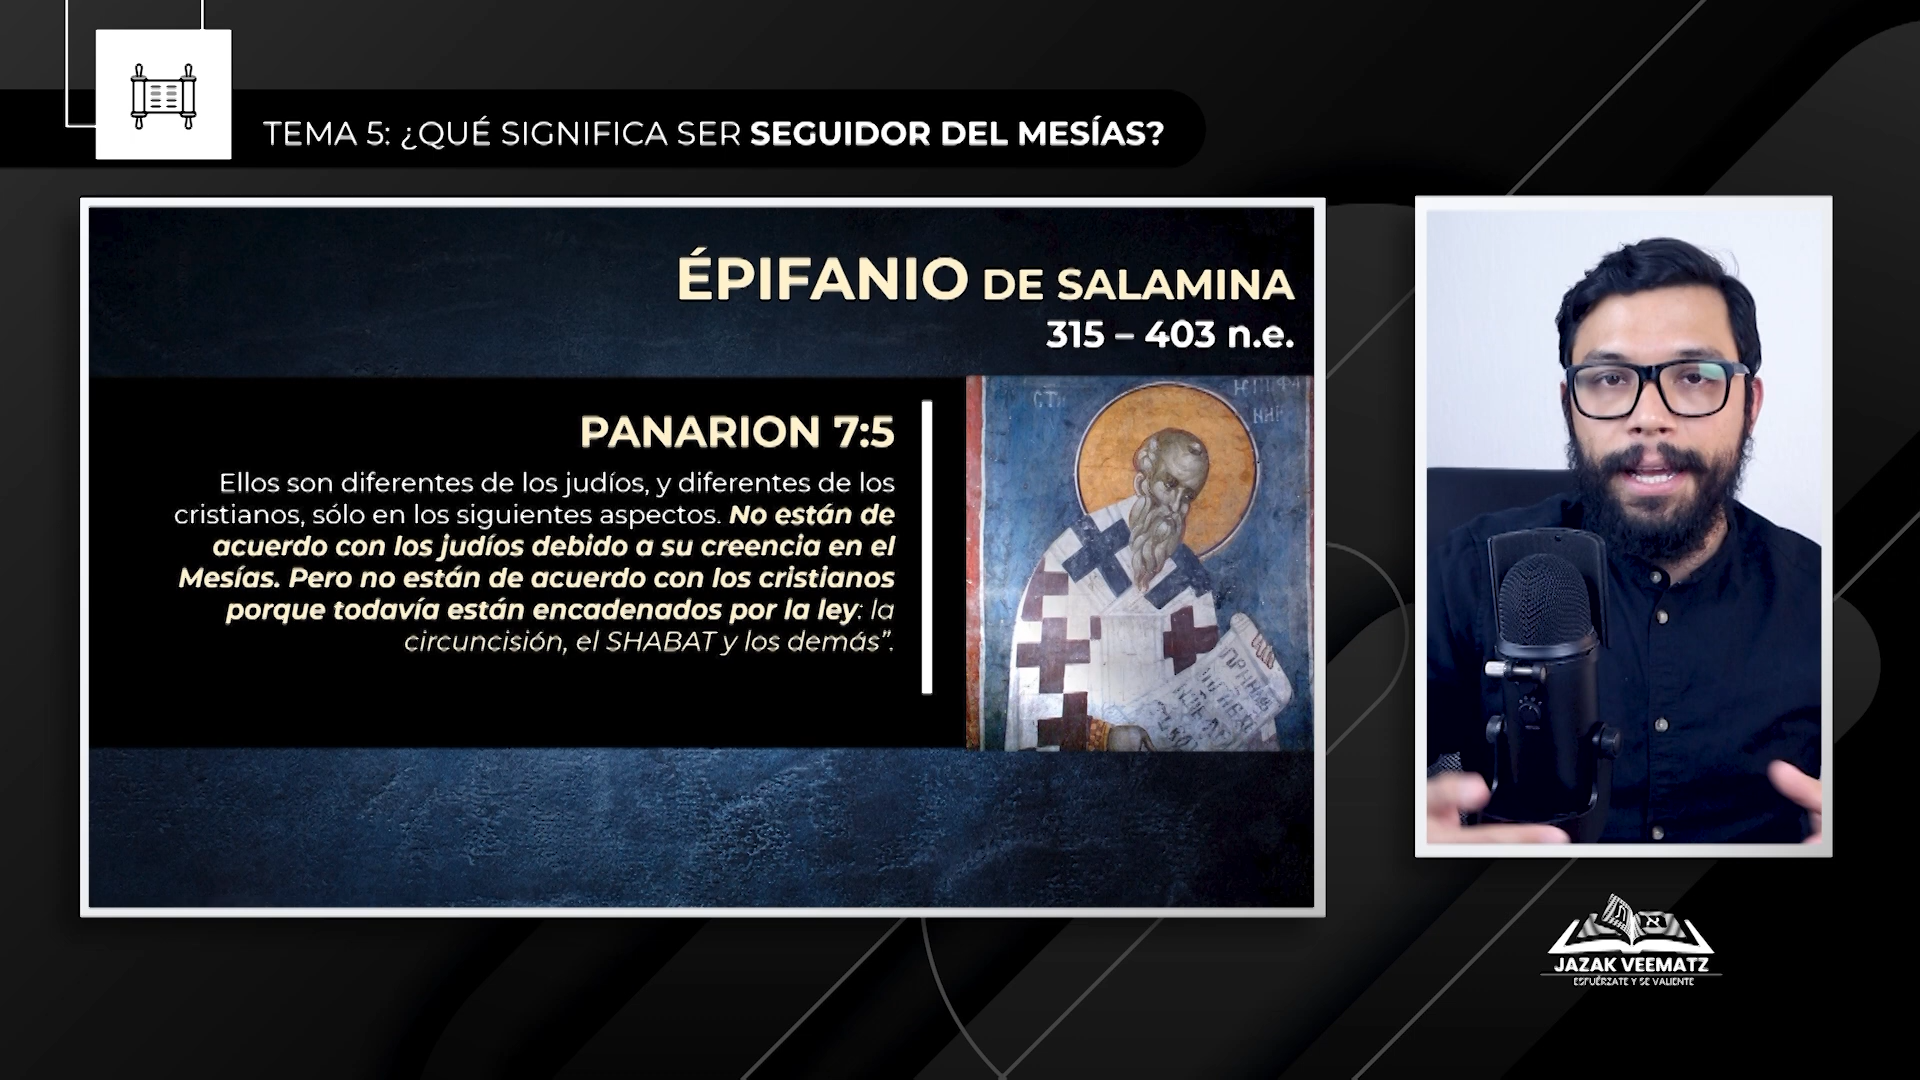 TEMA 5: ¿QUÉ SIGNIFICA SER SEGUIDOR DEL MESÍAS?
ÉPIFANIO DE SALAMINA
315 – 403 n.e.
PANARION 7:5
Ellos son diferentes de los judíos, y diferentes de los
cristianos, sólo en los siguientes aspectos. No están de
acuerdo con los judíos debido a su creencia en el
Mesías. Pero no están de acuerdo con los cristianos
porque todavía están encadenados por la ley: la
circuncisión, el SHABAT y los demás”.
JAZAK VEEMATZ
ESFUÉRZATE Y SE VALIENTE